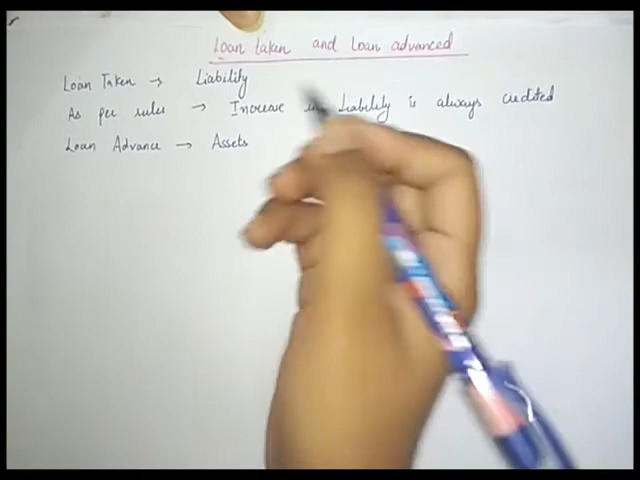 Loan taken and Loan advanced
Loan Taken → Liability
As per rules → Increase in Liability is always credited
Loan Advance → Assets